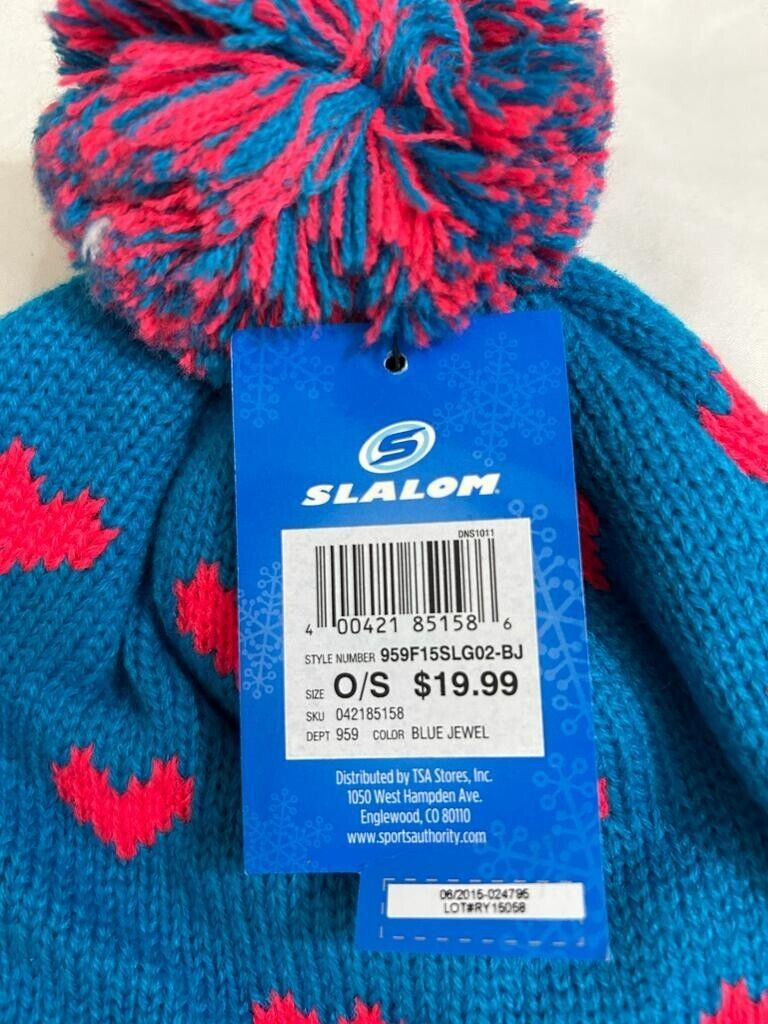 S
SLALOM
DNS1011
4 00421 85158 6
STYLE NUMBER 959F15SLG02-BJ
SIZE O/S $19.99
SKU 042185158
DEPT 959 COLOR BLUE JEWEL
Distributed by TSA Stores, Inc.
1050 West Hampden Ave.
Englewood, CO 80110
www.sportsauthority.com
06/2015-024795
LOT#RY15058